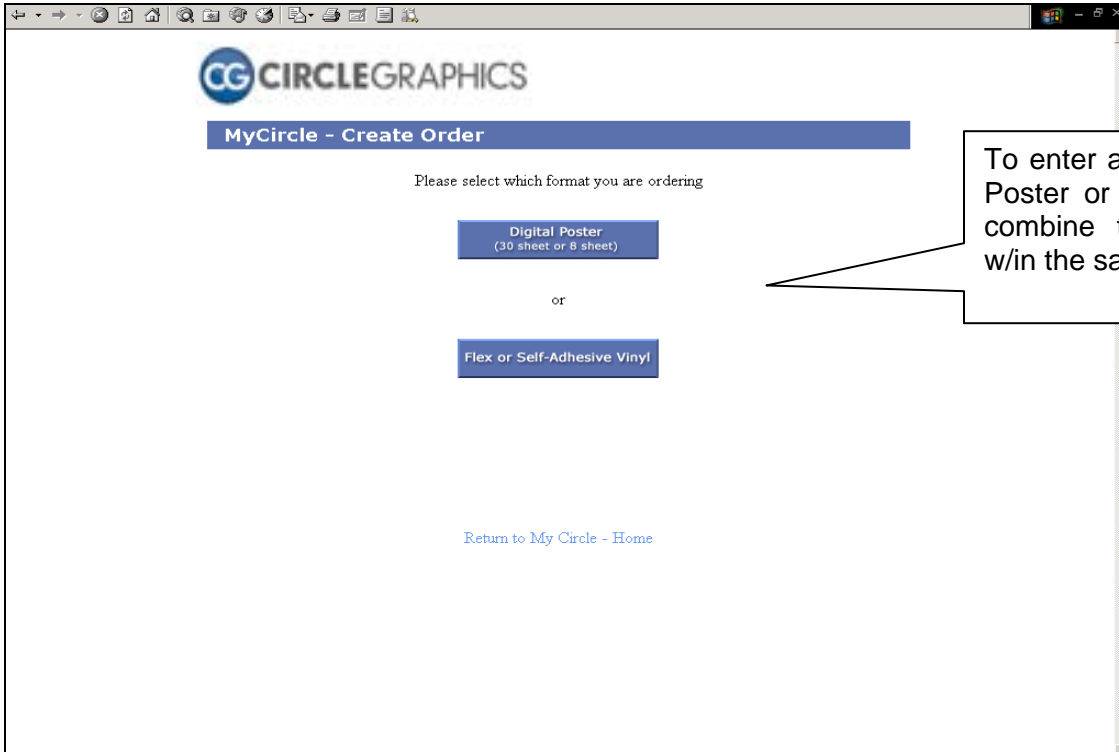 CG CIRCLEGRAPHICS
MyCircle - Create Order
Please select which format you are ordering
Digital Poster
(30 sheet or 8 sheet)
or
Flex or Self-Adhesive Vinyl
Return to My Circle - Home
To enter a
Poster or
combine
w/in the